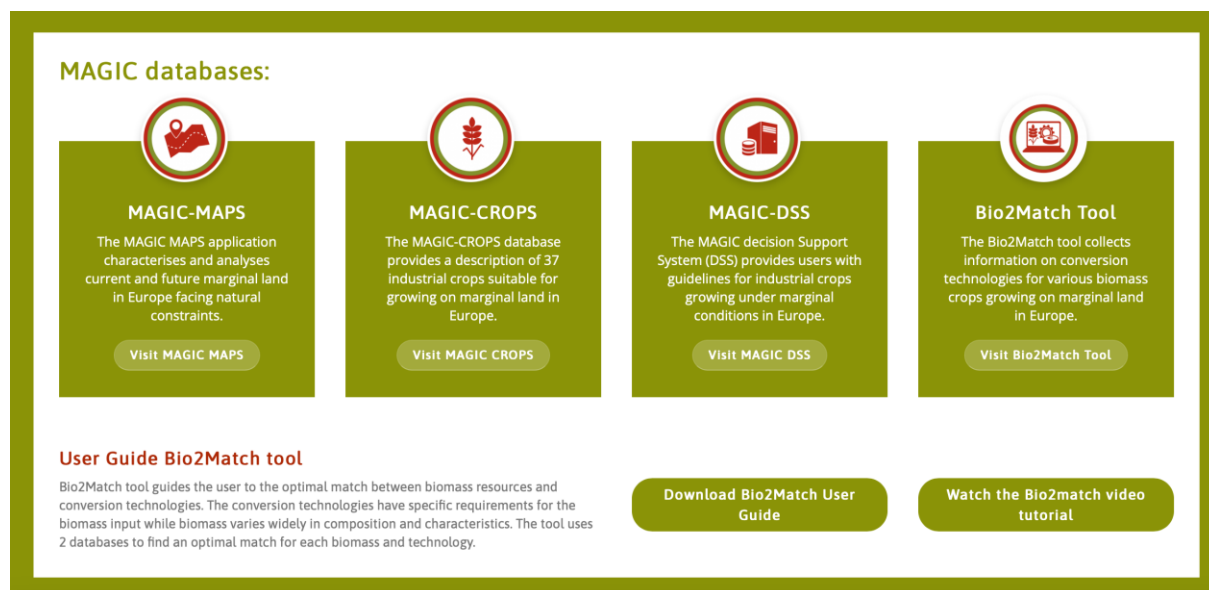 MAGIC databases:
MAGIC-MAPS
The MAGIC MAPS application
characterises and analyses
current and future marginal land
in Europe facing natural
constraints.
Visit MAGIC MAPS
MAGIC-CROPS
The MAGIC-CROPS database
provides a description of 37
industrial crops suitable for
growing on marginal land in
Europe.
Visit MAGIC CROPS
MAGIC-DSS
The MAGIC decision Support
System (DSS) provides users with
guidelines for industrial crops
growing under marginal
conditions in Europe.
Visit MAGIC DSS
Bio2Match Tool
The Bio2Match tool collects
information on conversion
technologies for various biomass
crops growing on marginal land
in Europe.
Visit Bio2Match Tool
User Guide Bio2Match tool
Bio2Match tool guides the user to the optimal match between biomass resources and
conversion technologies. The conversion technologies have specific requirements for the
biomass input while biomass varies widely in composition and characteristics. The tool uses
2 databases to find an optimal match for each biomass and technology.
Download Bio2Match User
Guide
Watch the Bio2match video
tutorial